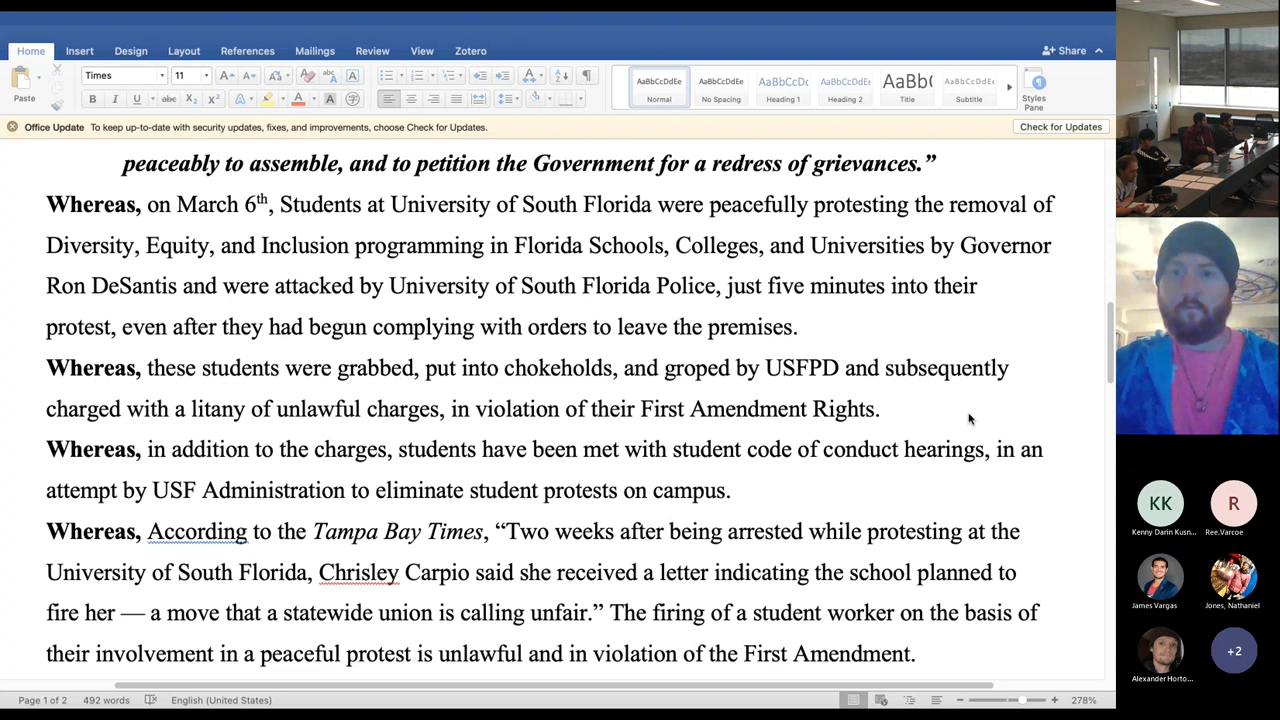 Home Insert Design Layout References Mailings Review View Zotero Share
Times 11 AaBbCcDdEe AaBbCcDdEe AaBbCcDc AaBbCcDdEe AaBb( AaBbCcDdEe
Paste Normal No Spacing Heading 1 Heading 2 Title Subtitle Styles Pane
Office Update To keep up-to-date with security updates, fixes, and improvements, choose Check for Updates. Check for Updates
peaceably to assemble, and to petition the Government for a redress of grievances.”
Whereas, on March 6th, Students at University of South Florida were peacefully protesting the removal of
Diversity, Equity, and Inclusion programming in Florida Schools, Colleges, and Universities by Governor
Ron DeSantis and were attacked by University of South Florida Police, just five minutes into their
protest, even after they had begun complying with orders to leave the premises.
Whereas, these students were grabbed, put into chokeholds, and groped by USFPD and subsequently
charged with a litany of unlawful charges, in violation of their First Amendment Rights.
Whereas, in addition to the charges, students have been met with student code of conduct hearings, in an
attempt by USF Administration to eliminate student protests on campus.
Whereas, According to the Tampa Bay Times, “Two weeks after being arrested while protesting at the
University of South Florida, Chrisley Carpio said she received a letter indicating the school planned to
fire her — a move that a statewide union is calling unfair.” The firing of a student worker on the basis of
their involvement in a peaceful protest is unlawful and in violation of the First Amendment.
Page 1 of 2 492 words English (United States) 278%
KK R
Kenny Darin Kusn... Ree.Varcoe
James Vargas Jones, Nathaniel
+2
Alexander Horto...